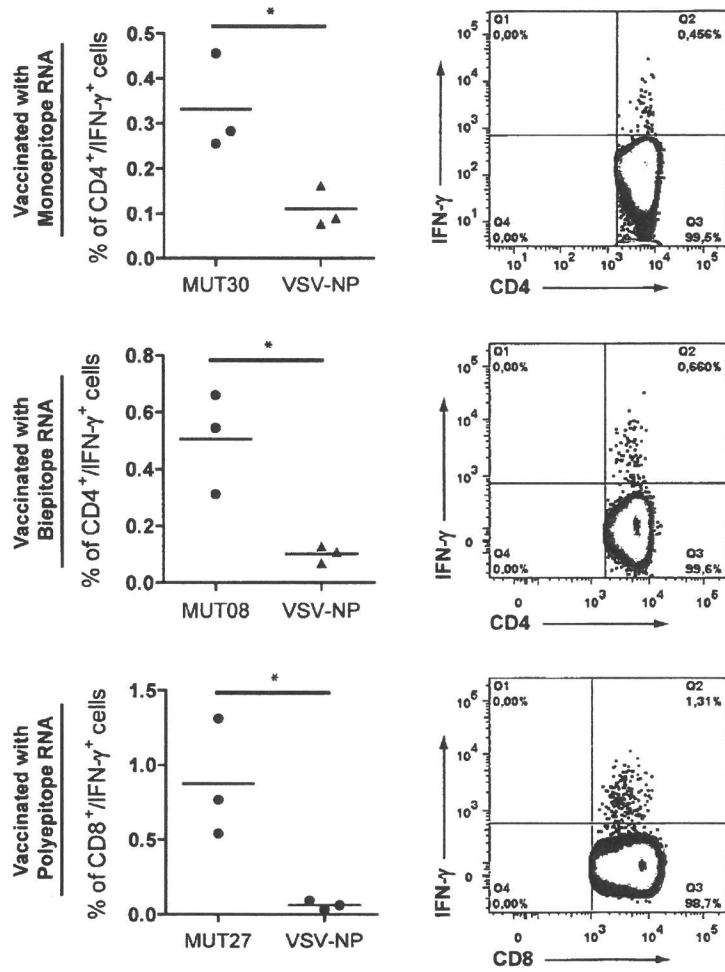 Vaccinated with
Monoepitope RNA
% of CD4⁺/IFN-γ⁺ cells
0.5
0.4
0.3
0.2
0.1
0.0
*
MUT30
VSV-NP
IFN-γ
10⁵
10⁴
10³
10²
10¹
Q1
0,00%
Q2
0,456%
Q4
0,00%
Q3
99,5%
10¹
10²
10³
10⁴
10⁵
CD4
Vaccinated with
Biepitope RNA
% of CD4⁺/IFN-γ⁺ cells
0.8
0.6
0.4
0.2
0.0
*
MUT08
VSV-NP
IFN-γ
10⁵
10⁴
10³
0
Q1
0,00%
Q2
0,660%
Q4
0,00%
Q3
99,6%
0
10³
10⁴
10⁵
CD4
Vaccinated with
Polyepitope RNA
% of CD8⁺/IFN-γ⁺ cells
1.5
1.0
0.5
0.0
*
MUT27
VSV-NP
IFN-γ
10⁵
10⁴
10³
0
Q1
0,00%
Q2
1,31%
Q4
0,00%
Q3
98,7%
0
10³
10⁴
10⁵
CD8